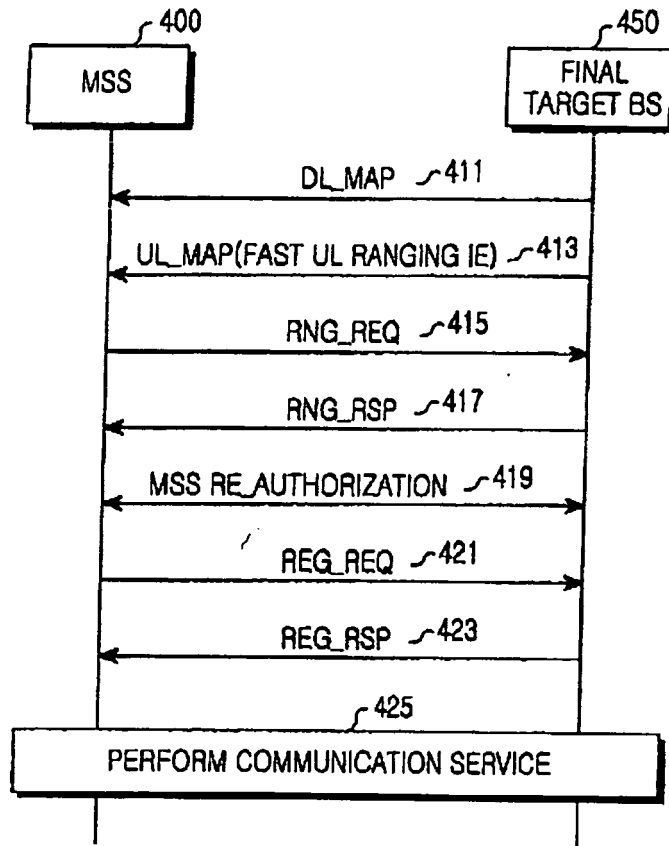 400
450
MSS
FINAL
TARGET BS
DL_MAP 411
UL_MAP(FAST UL RANGING IE) 413
RNG_REQ 415
RNG_RSP 417
MSS RE_AUTHORIZATION 419
REG_REQ 421
REG_RSP 423
425
PERFORM COMMUNICATION SERVICE